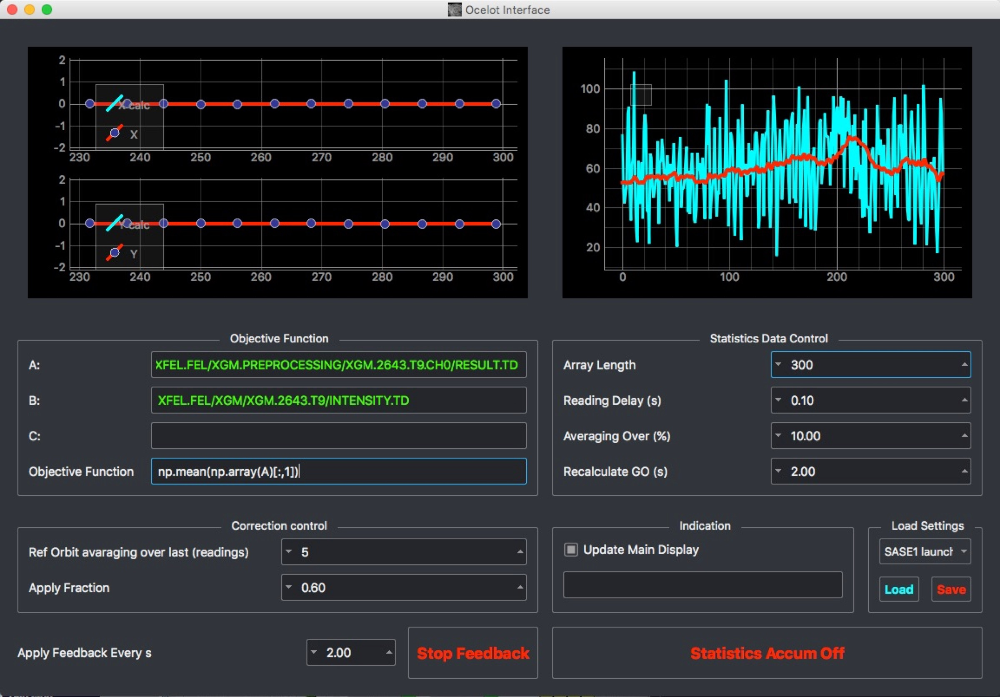 Ocelot Interface
2
1
0
-1
-2
X calc
X
230 240 250 260 270 280 290 300
2
1
0
-1
-2
Y calc
Y
230 240 250 260 270 280 290 300
100
80
60
40
20
0 100 200 300
Objective Function
A: XFEL.FEL/XGM.PREPROCESSING/XGM.2643.T9.CH0/RESULT.TD
B: XFEL.FEL/XGM/XGM.2643.T9/INTENSITY.TD
C:
Objective Function np.mean(np.array(A)[:,1])
Statistics Data Control
Array Length 300
Reading Delay (s) 0.10
Averaging Over (%) 10.00
Recalculate GO (s) 2.00
Correction control
Ref Orbit avaraging over last (readings) 5
Apply Fraction 0.60
Indication
Update Main Display
Load Settings
SASE1 launch
Load Save
Apply Feedback Every s 2.00
Stop Feedback
Statistics Accum Off